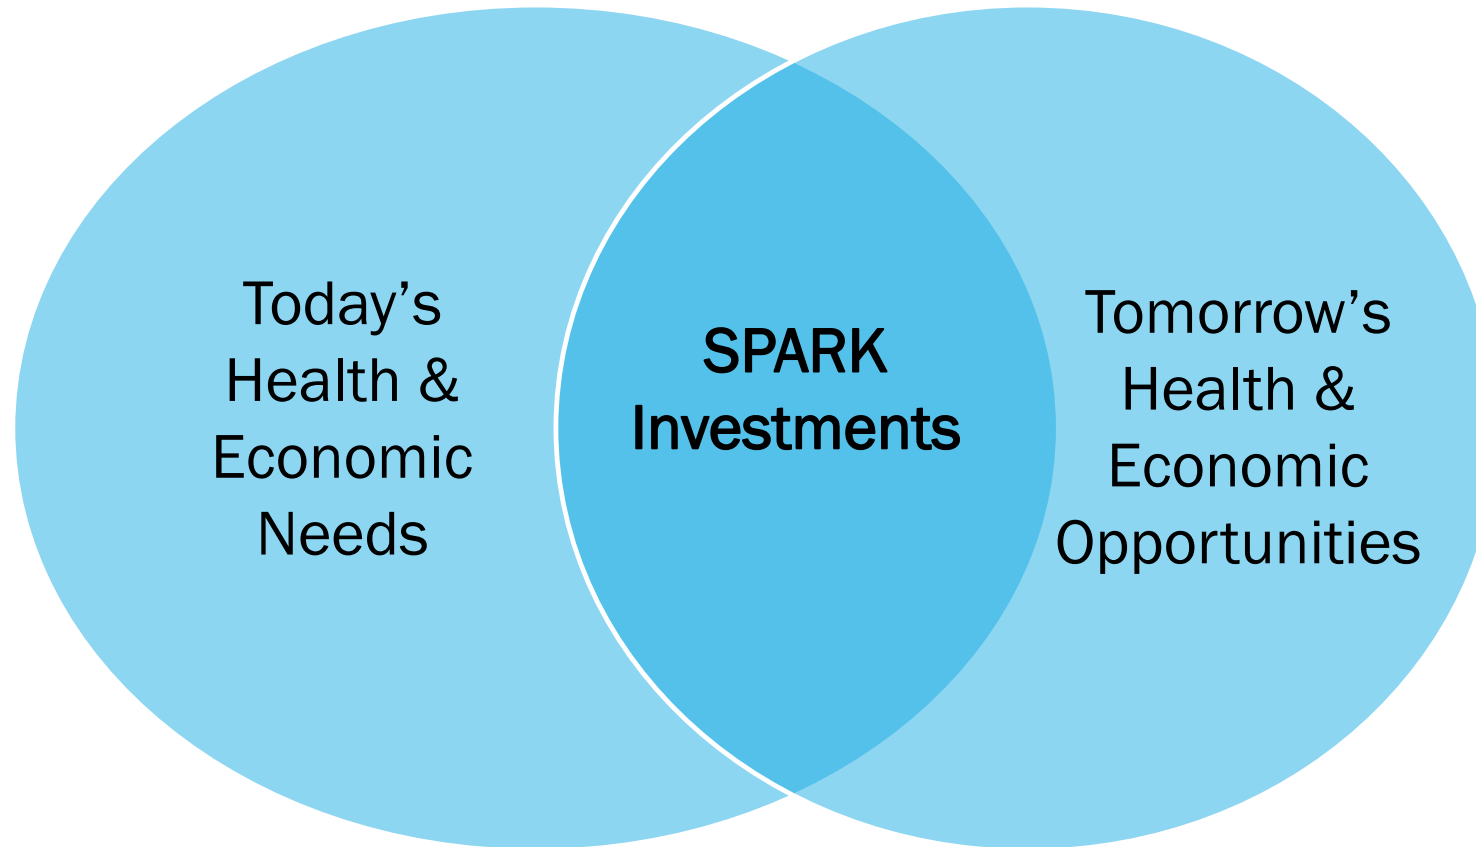 Today’s
Health &
Economic
Needs
SPARK
Investments
Tomorrow’s
Health &
Economic
Opportunities